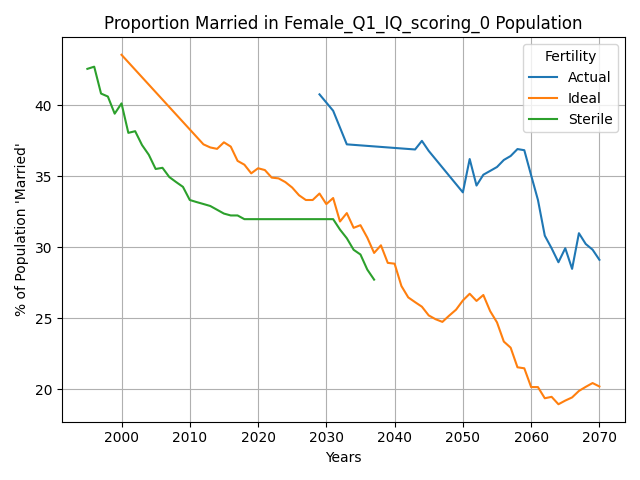 Proportion Married in Female_Q1_IQ_scoring_0 Population
Fertility
Actual
Ideal
Sterile
% of Population 'Married'
40
35
30
25
20
2000 2010 2020 2030 2040 2050 2060 2070
Years